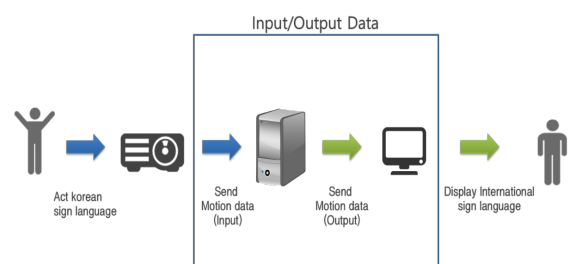 Input/Output Data
Act korean
sign language
Send
Motion data
(Input)
Send
Motion data
(Output)
Display International
sign language